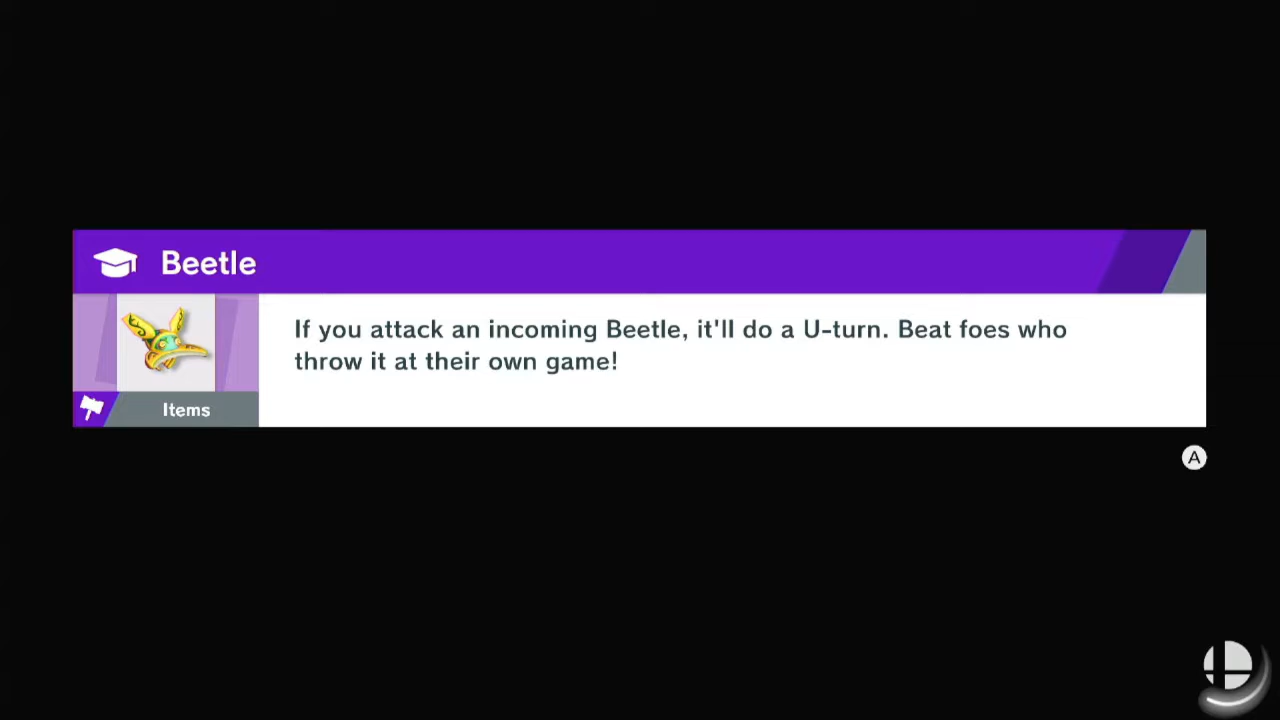 Beetle
If you attack an incoming Beetle, it'll do a U-turn. Beat foes who
throw it at their own game!
Items
A